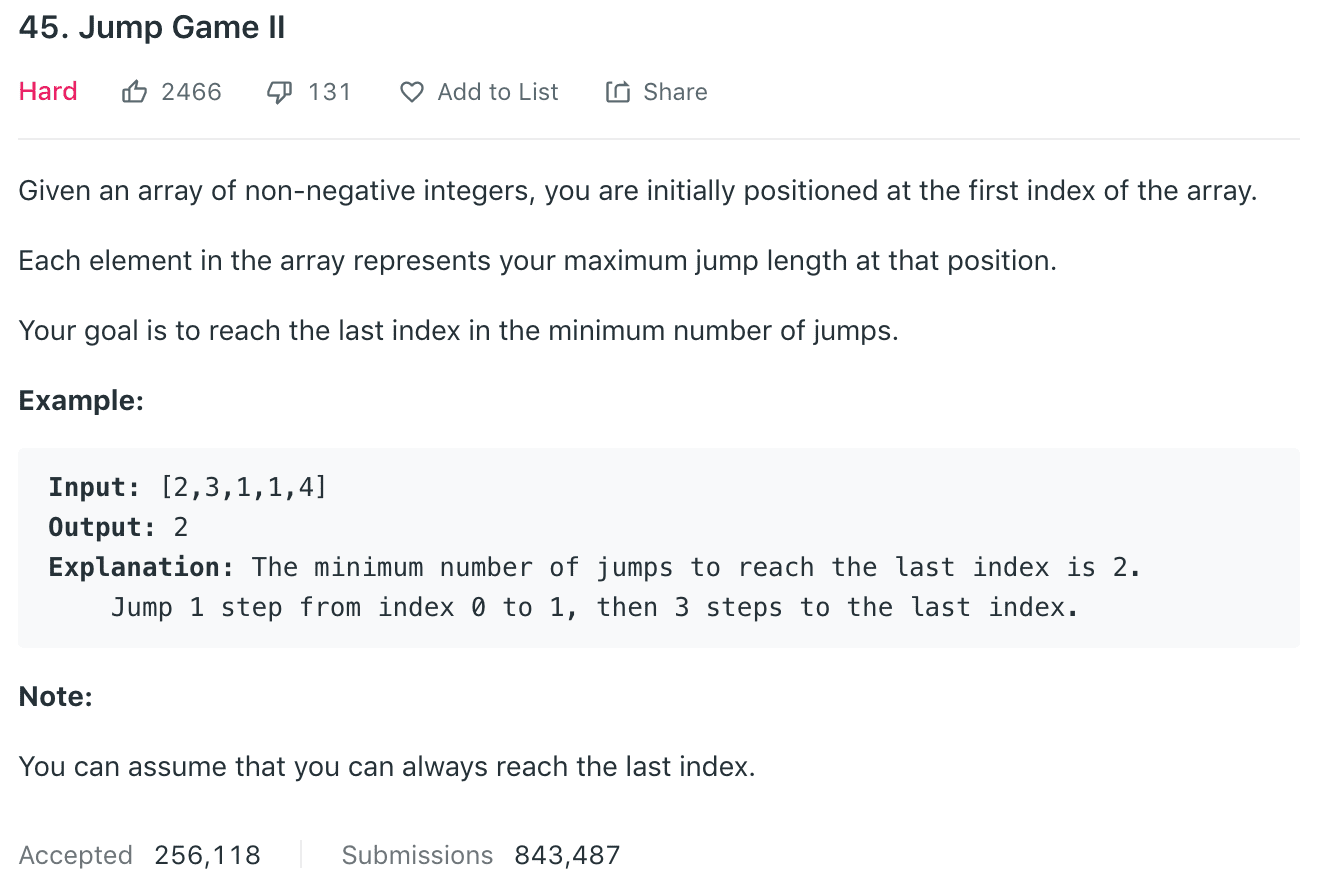 45. Jump Game II
Hard 2466 131 Add to List Share
Given an array of non-negative integers, you are initially positioned at the first index of the array.
Each element in the array represents your maximum jump length at that position.
Your goal is to reach the last index in the minimum number of jumps.
Example:
Input: [2,3,1,1,4]
Output: 2
Explanation: The minimum number of jumps to reach the last index is 2.
Jump 1 step from index 0 to 1, then 3 steps to the last index.
Note:
You can assume that you can always reach the last index.
Accepted 256,118 Submissions 843,487